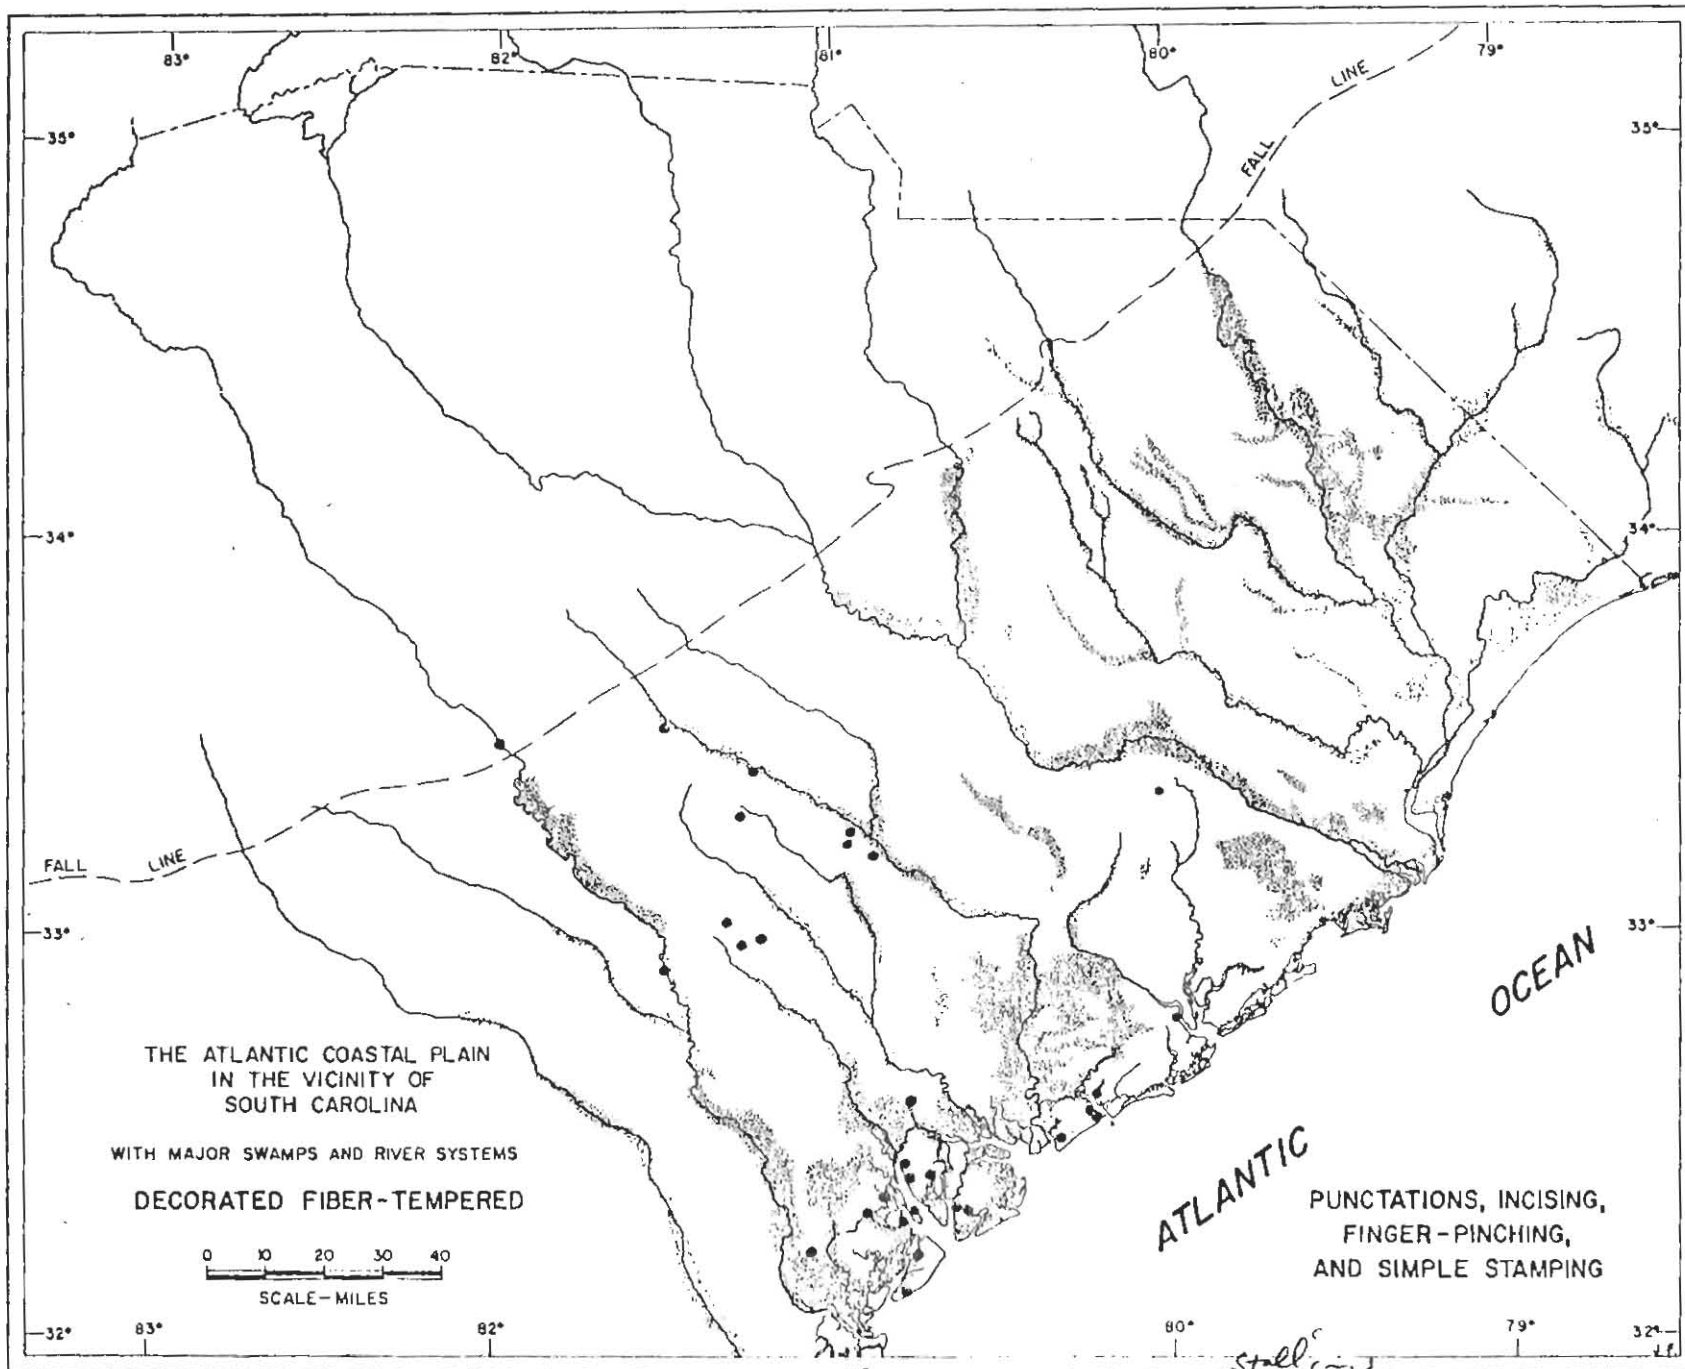 83°
82°
81°
80°
79°
LINE
35°
35°
FALL
34°
34°
LINE
FALL
33°
33°
OCEAN
THE ATLANTIC COASTAL PLAIN
IN THE VICINITY OF
SOUTH CAROLINA
WITH MAJOR SWAMPS AND RIVER SYSTEMS
DECORATED FIBER-TEMPERED
0 10 20 30 40
SCALE-MILES
ATLANTIC
PUNCTATIONS, INCISING,
FINGER-PINCHING,
AND SIMPLE STAMPING
32°
83°
82°
80°
79°
32°